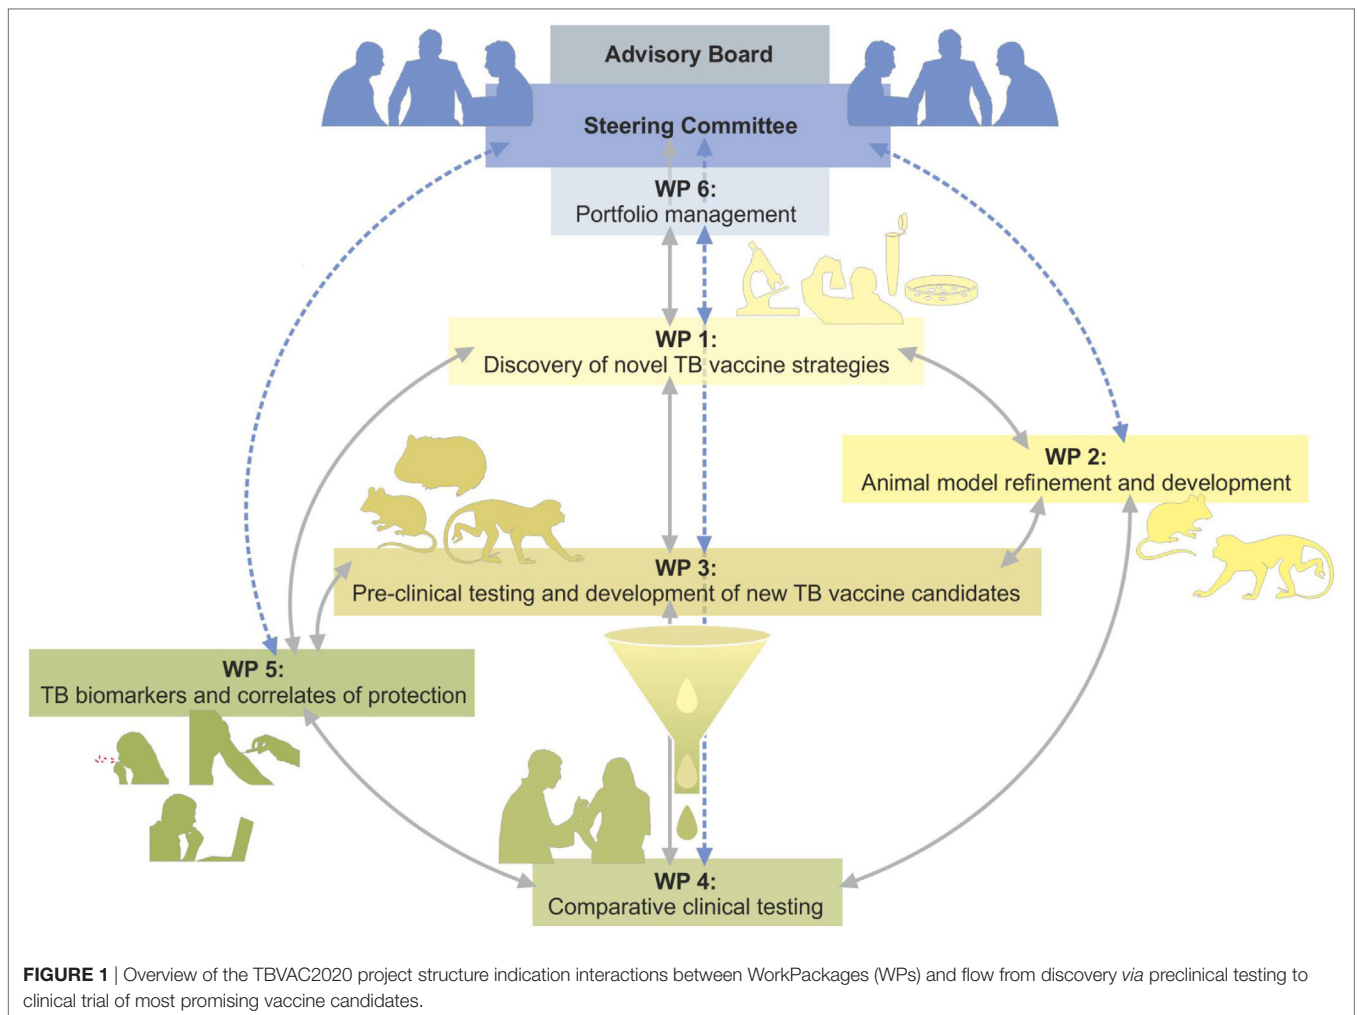 Advisory Board
Steering Committee
WP 6:
Portfolio management
WP 1:
Discovery of novel TB vaccine strategies
WP 2:
Animal model refinement and development
WP 3:
Pre-clinical testing and development of new TB vaccine candidates
WP 5:
TB biomarkers and correlates of protection
WP 4:
Comparative clinical testing
FIGURE 1 | Overview of the TBVAC2020 project structure indication interactions between WorkPackages (WPs) and flow from discovery via preclinical testing to
clinical trial of most promising vaccine candidates.